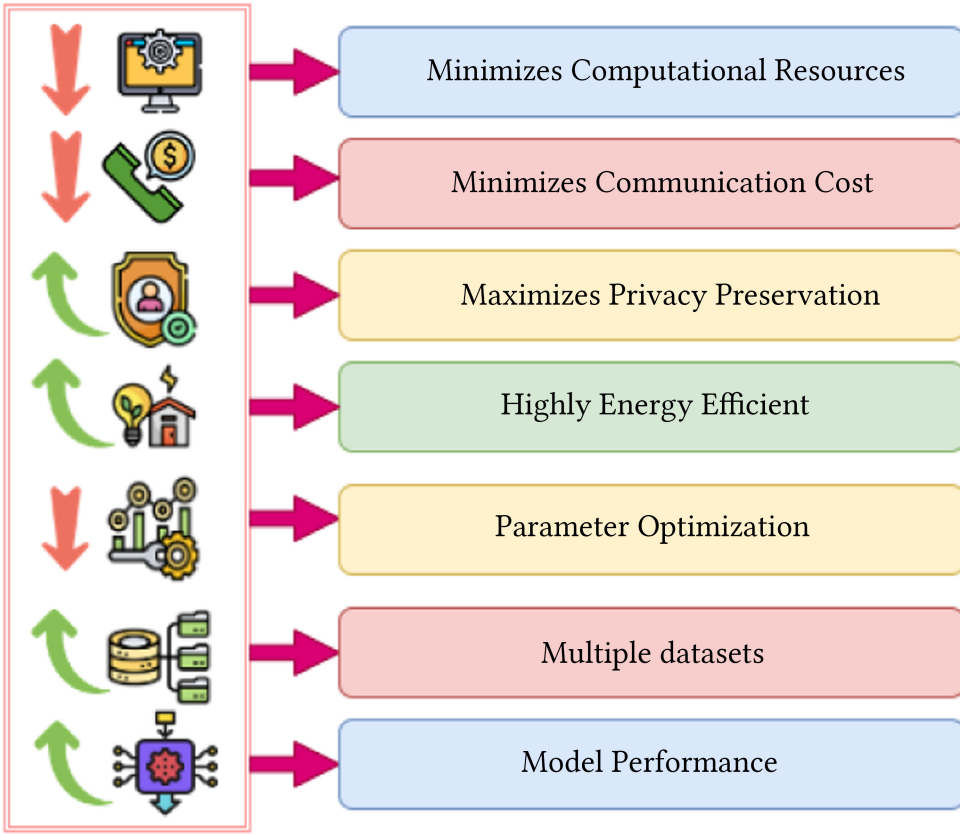 Minimizes Computational Resources
Minimizes Communication Cost
Maximizes Privacy Preservation
Highly Energy Efficient
Parameter Optimization
Multiple datasets
Model Performance